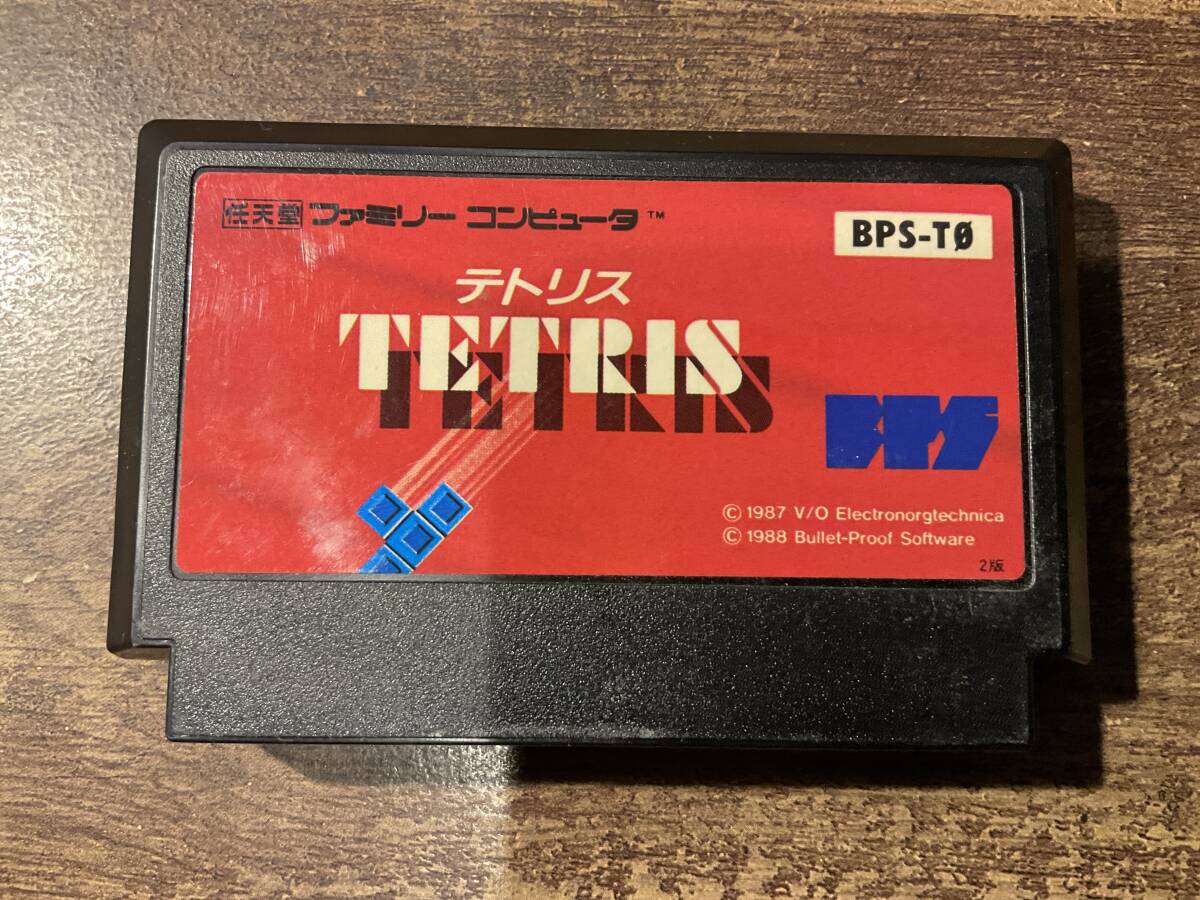 任天堂 ファミリー コンピュータ™
BPS-TØ
テトリス
TETRIS
BPS
© 1987 V/O Electronorgtechnica
© 1988 Bullet-Proof Software
2版